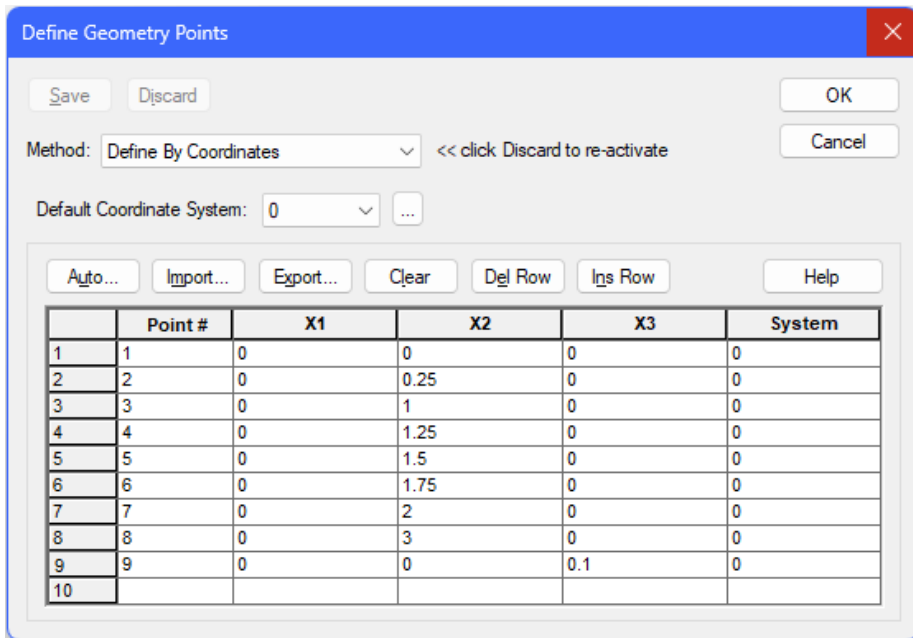 Define Geometry Points
Save Discard OK
Method: Define By Coordinates << click Discard to re-activate Cancel
Default Coordinate System: 0 ...
Auto... Import... Export... Clear Del Row Ins Row Help
Point # X1 X2 X3 System
1 1 0 0 0 0
2 2 0 0.25 0 0
3 3 0 1 0 0
4 4 0 1.25 0 0
5 5 0 1.5 0 0
6 6 0 1.75 0 0
7 7 0 2 0 0
8 8 0 3 0 0
9 9 0 0 0.1 0
10